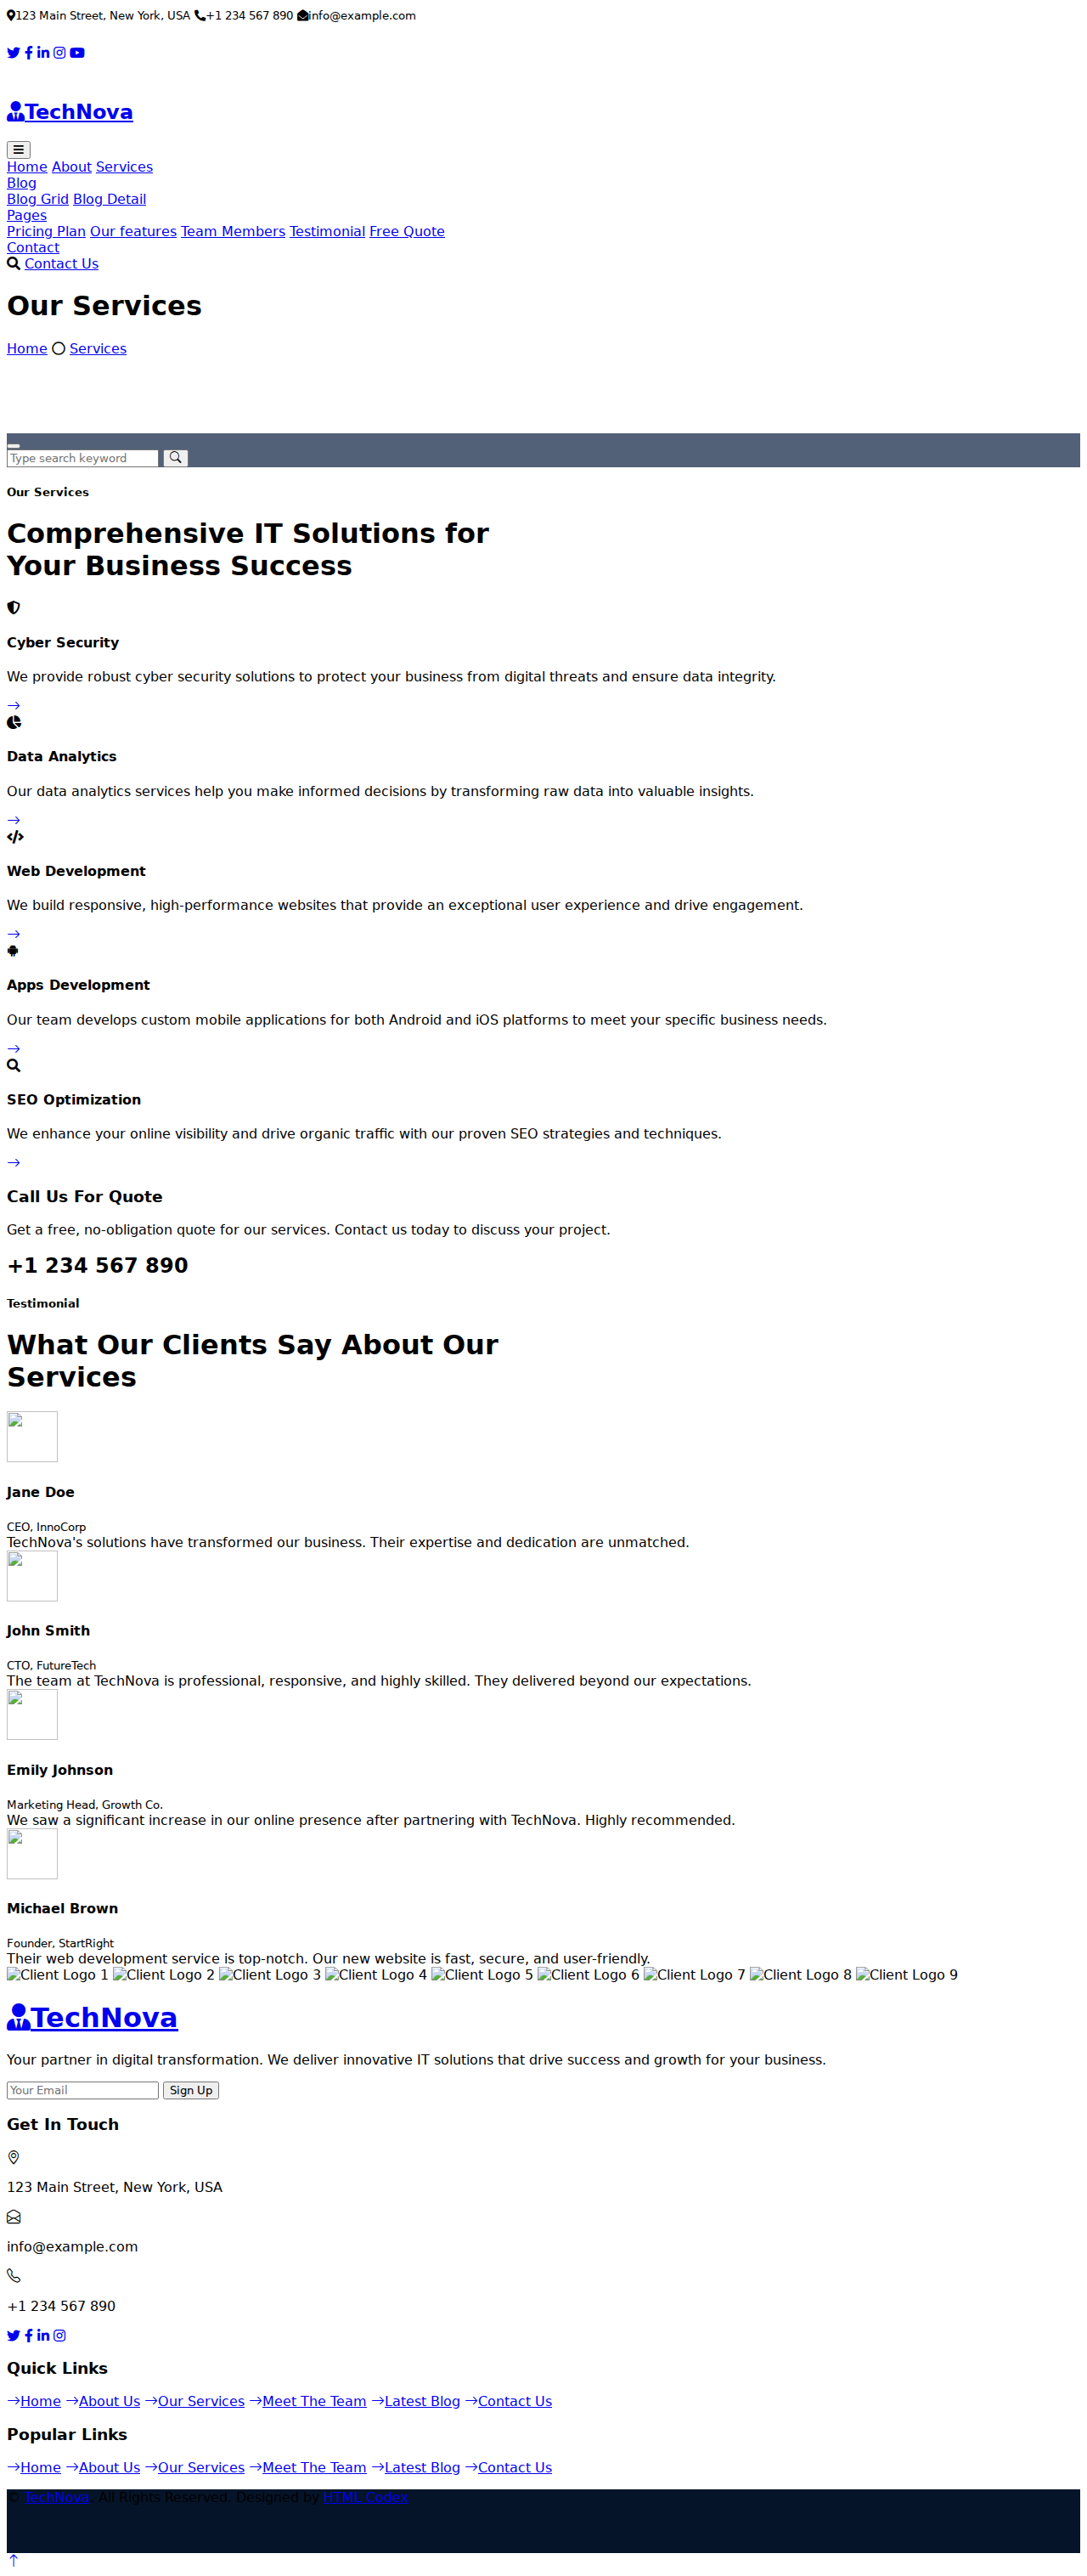 123 Main Street, New York, USA +1 234 567 890 info@example.com
TechNova
Home About Services
Blog
Blog Grid Blog Detail
Pages
Pricing Plan Our features Team Members Testimonial Free Quote
Contact
Contact Us
Our Services
Home Services
Type search keyword
Our Services
Comprehensive IT Solutions for
Your Business Success
Cyber Security
We provide robust cyber security solutions to protect your business from digital threats and ensure data integrity.
Data Analytics
Our data analytics services help you make informed decisions by transforming raw data into valuable insights.
Web Development
We build responsive, high-performance websites that provide an exceptional user experience and drive engagement.
Apps Development
Our team develops custom mobile applications for both Android and iOS platforms to meet your specific business needs.
SEO Optimization
We enhance your online visibility and drive organic traffic with our proven SEO strategies and techniques.
Call Us For Quote
Get a free, no-obligation quote for our services. Contact us today to discuss your project.
+1 234 567 890
Testimonial
What Our Clients Say About Our
Services
Jane Doe
CEO, InnoCorp
TechNova's solutions have transformed our business. Their expertise and dedication are unmatched.
John Smith
CTO, FutureTech
The team at TechNova is professional, responsive, and highly skilled. They delivered beyond our expectations.
Emily Johnson
Marketing Head, Growth Co.
We saw a significant increase in our online presence after partnering with TechNova. Highly recommended.
Michael Brown
Founder, StartRight
Their web development service is top-notch. Our new website is fast, secure, and user-friendly.
Client Logo 1 Client Logo 2 Client Logo 3 Client Logo 4 Client Logo 5 Client Logo 6 Client Logo 7 Client Logo 8 Client Logo 9
TechNova
Your partner in digital transformation. We deliver innovative IT solutions that drive success and growth for your business.
Your Email Sign Up
Get In Touch
123 Main Street, New York, USA
info@example.com
+1 234 567 890
Quick Links
Home About Us Our Services Meet The Team Latest Blog Contact Us
Popular Links
Home About Us Our Services Meet The Team Latest Blog Contact Us
© TechNova. All Rights Reserved. Designed by HTML Codex